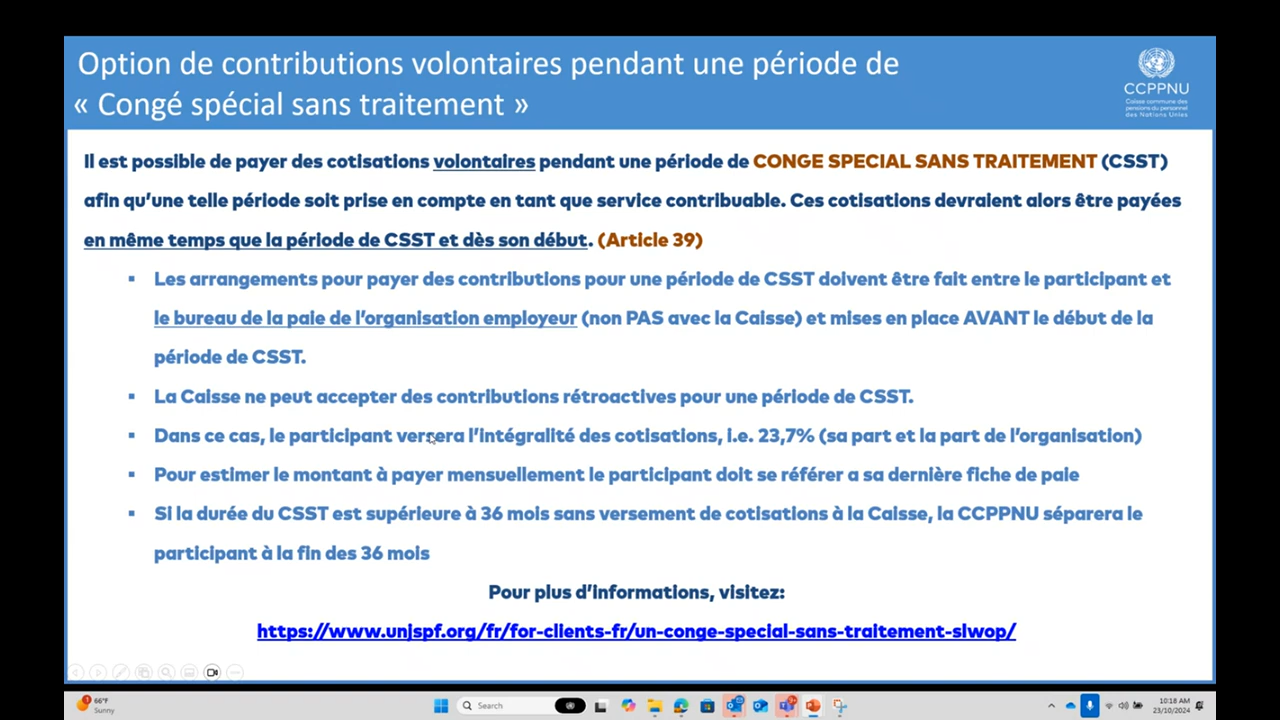 Option de contributions volontaires pendant une période de
« Congé spécial sans traitement »
CCPPNU
Caisse commune des
pensions du personnel
des Nations Unies
Il est possible de payer des cotisations volontaires pendant une période de CONGE SPECIAL SANS TRAITEMENT (CSST)
afin qu'une telle période soit prise en compte en tant que service contribuable. Ces cotisations devraient alors être payées
en même temps que la période de CSST et dès son début. (Article 39)
▪ Les arrangements pour payer des contributions pour une période de CSST doivent être fait entre le participant et
le bureau de la paie de l'organisation employeur (non PAS avec la Caisse) et mises en place AVANT le début de la
période de CSST.
▪ La Caisse ne peut accepter des contributions rétroactives pour une période de CSST.
▪ Dans ce cas, le participant versera l'intégralité des cotisations, i.e. 23,7% (sa part et la part de l'organisation)
▪ Pour estimer le montant à payer mensuellement le participant doit se référer a sa dernière fiche de paie
▪ Si la durée du CSST est supérieure à 36 mois sans versement de cotisations à la Caisse, la CCPPNU séparera le
participant à la fin des 36 mois
Pour plus d'informations, visitez:
https://www.unjspf.org/fr/for-clients-fr/un-conge-special-sans-traitement-slwop/
66°F
Sunny
Search
10:18 AM
23/10/2024